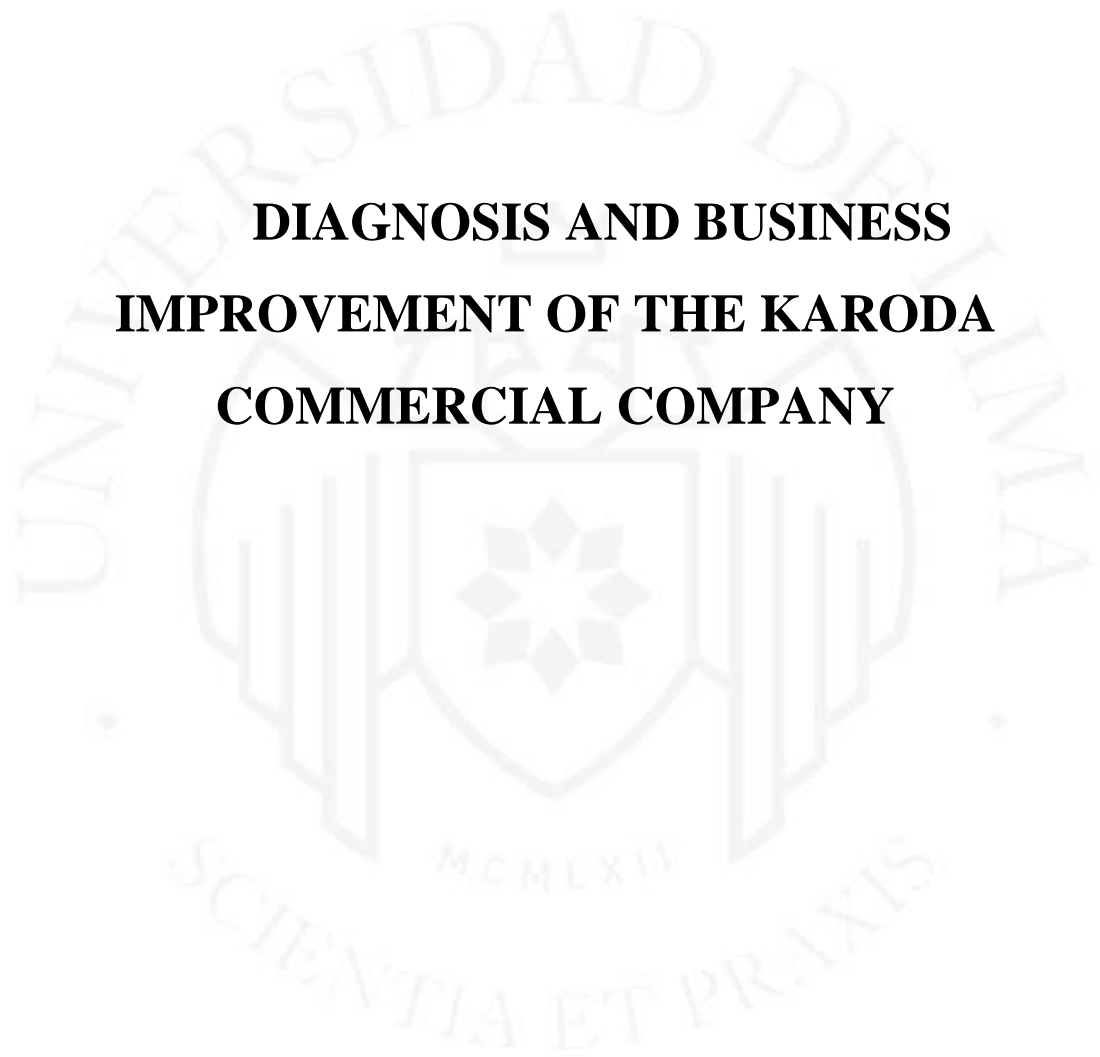 UNIVERSIDAD DE LIMA
DIAGNOSIS AND BUSINESS
IMPROVEMENT OF THE KARODA
COMMERCIAL COMPANY
MCMLXII
SCIENTIA ET PRAXIS